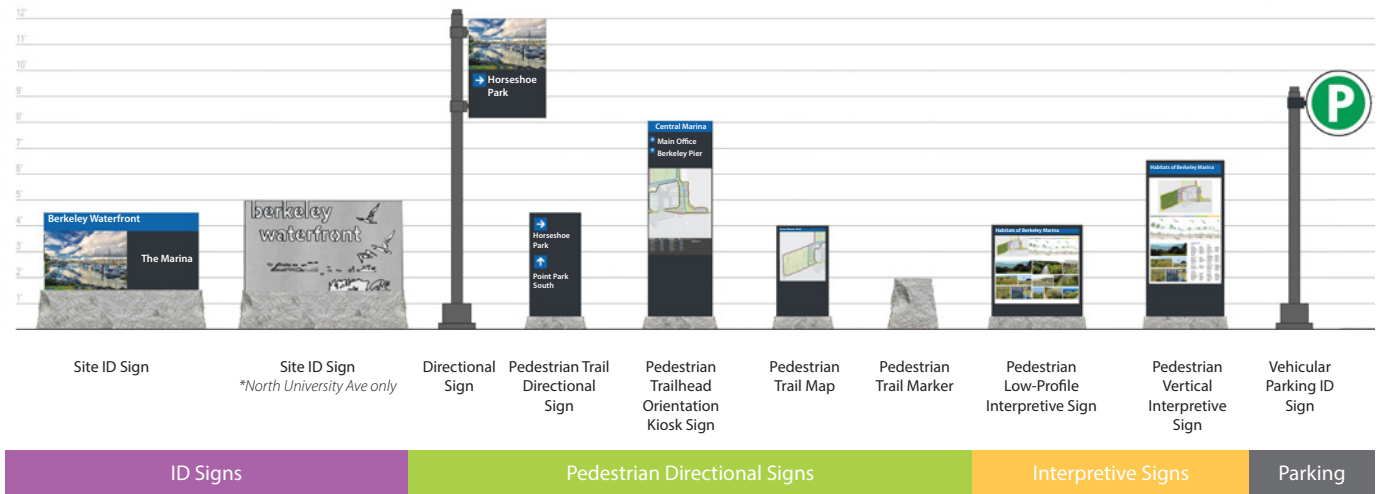 12'
11'
10'
9'
8'
7'
6'
5'
4'
3'
2'
1'
Berkeley Waterfront
The Marina
berkeley
waterfront
Horseshoe
Park
Horseshoe
Park
Point Park
South
Central Marina
Main Office
Berkeley Pier
Habitats of Berkeley Marina
Habitats of Berkeley Marina
P
Site ID Sign
Site ID Sign
*North University Ave only
Directional
Sign
Pedestrian Trail
Directional
Sign
Pedestrian
Trailhead
Orientation
Kiosk Sign
Pedestrian
Trail Map
Pedestrian
Trail Marker
Pedestrian
Low-Profile
Interpretive Sign
Pedestrian
Vertical
Interpretive
Sign
Vehicular
Parking ID
Sign
ID Signs
Pedestrian Directional Signs
Interpretive Signs
Parking